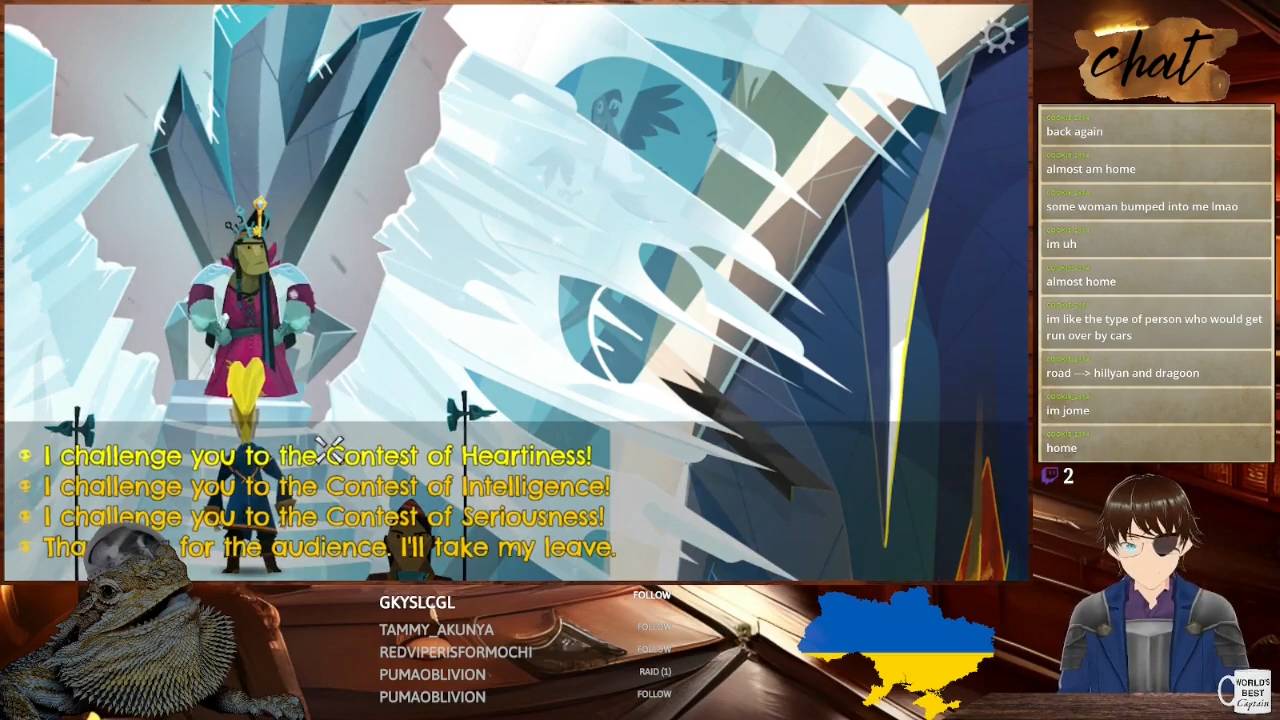 I challenge you to the Contest of Heartiness!
I challenge you to the Contest of Intelligence!
I challenge you to the Contest of Seriousness!
Tha for the audience. I'll take my leave.
chat
back again
almost am home
some woman bumped into me lmao
im uh
almost home
im like the type of person who would get
run over by cars
road ---> hillyan and dragoon
im jome
home
2
GKYSLCGL FOLLOW
TAMMY_AKUNYA FOLLOW
REDVIPERISFORMOCHI FOLLOW
PUMAOBLIVION RAID (1)
PUMAOBLIVION FOLLOW
WORLD'S
BEST
Captain